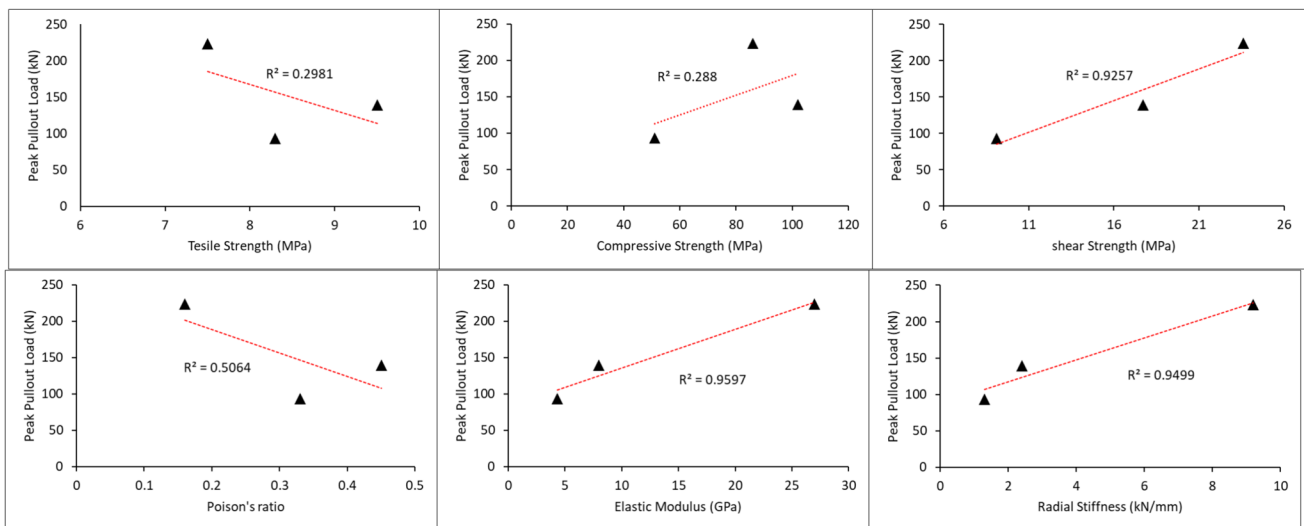 250
200
150
100
50
0
Peak Pullout Load (kN)
R² = 0.2981
6 7 8 9 10
Tesile Strength (MPa)
250
200
150
100
50
0
Peak Pullout Load (kN)
R² = 0.288
0 20 40 60 80 100 120
Compressive Strength (MPa)
250
200
150
100
50
0
Peak Pullout Load (kN)
R² = 0.9257
6 11 16 21 26
shear Strength (MPa)
250
200
150
100
50
0
Peak Pullout Load (kN)
R² = 0.5064
0 0.1 0.2 0.3 0.4 0.5
Poison's ratio
250
200
150
100
50
0
Peak Pullout Load (kN)
R² = 0.9597
0 5 10 15 20 25 30
Elastic Modulus (GPa)
250
200
150
100
50
0
Peak Pullout Load (kN)
R² = 0.9499
0 2 4 6 8 10
Radial Stiffness (kN/mm)